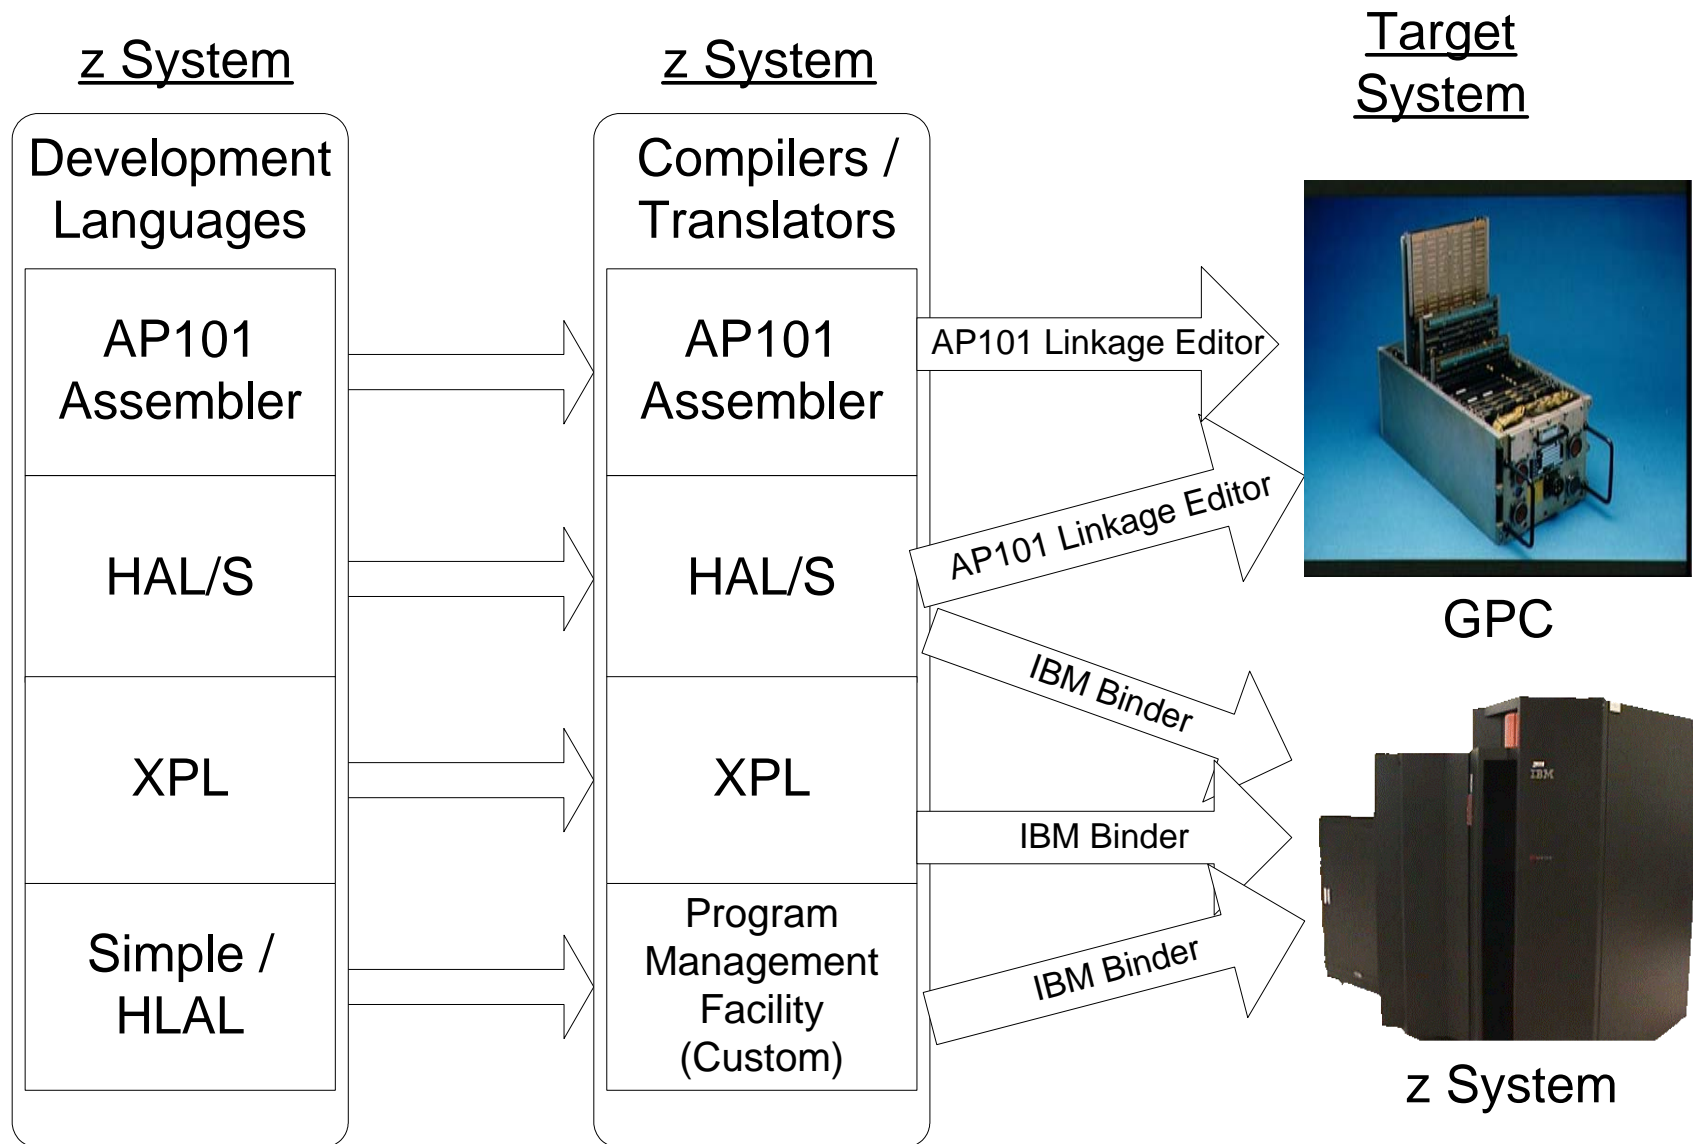 z System
Development
Languages
AP101
Assembler
HAL/S
XPL
Simple /
HLAL
z System
Compilers /
Translators
AP101
Assembler
HAL/S
XPL
Program
Management
Facility
(Custom)
AP101 Linkage Editor
AP101 Linkage Editor
IBM Binder
IBM Binder
IBM Binder
Target
System
GPC
IBM
z System